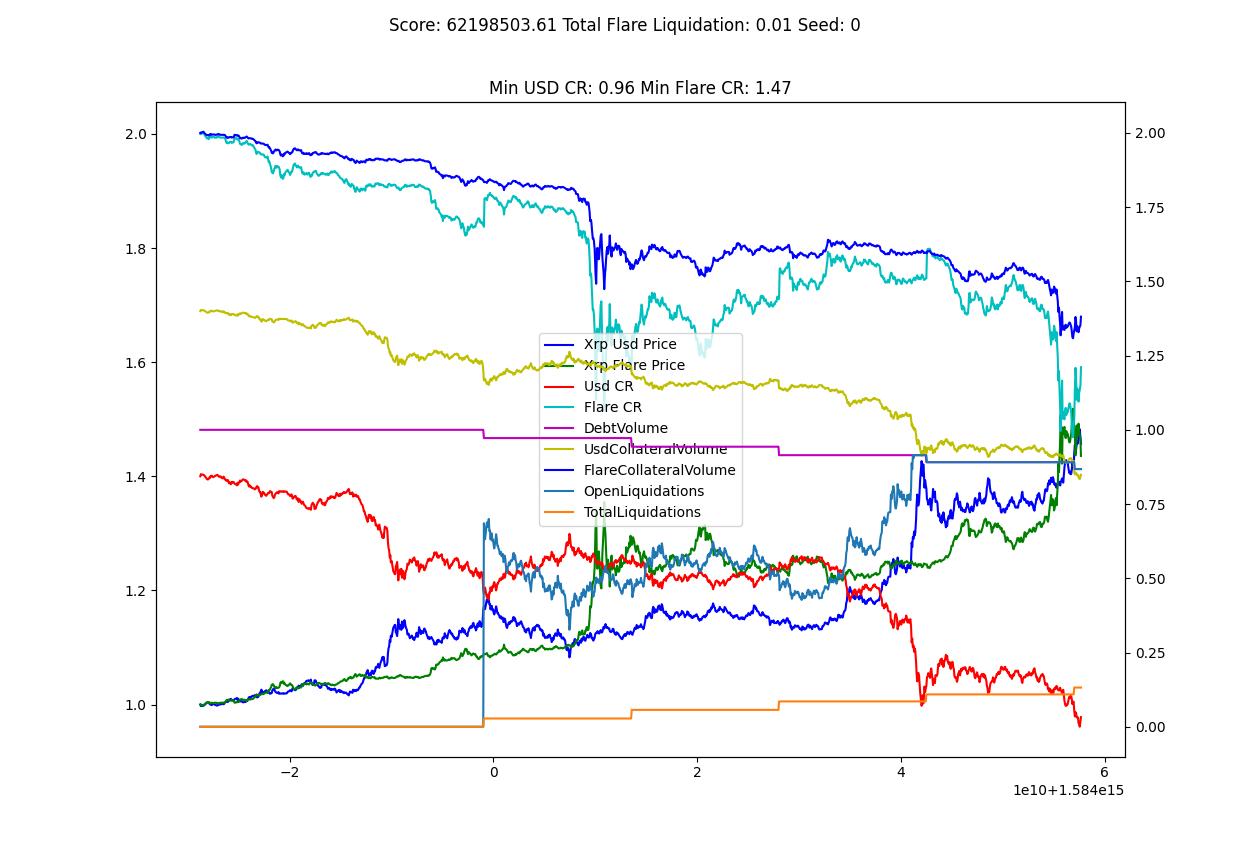 Score: 62198503.61 Total Flare Liquidation: 0.01 Seed: 0
Min USD CR: 0.96 Min Flare CR: 1.47
2.0
1.8
1.6
1.4
1.2
1.0
2.00
1.75
1.50
1.25
1.00
0.75
0.50
0.25
0.00
Xrp Usd Price
Xrp Flare Price
Usd CR
Flare CR
DebtVolume
UsdCollateralVolume
FlareCollateralVolume
OpenLiquidations
TotalLiquidations
−2 0 2 4 6
1e10+1.584e15